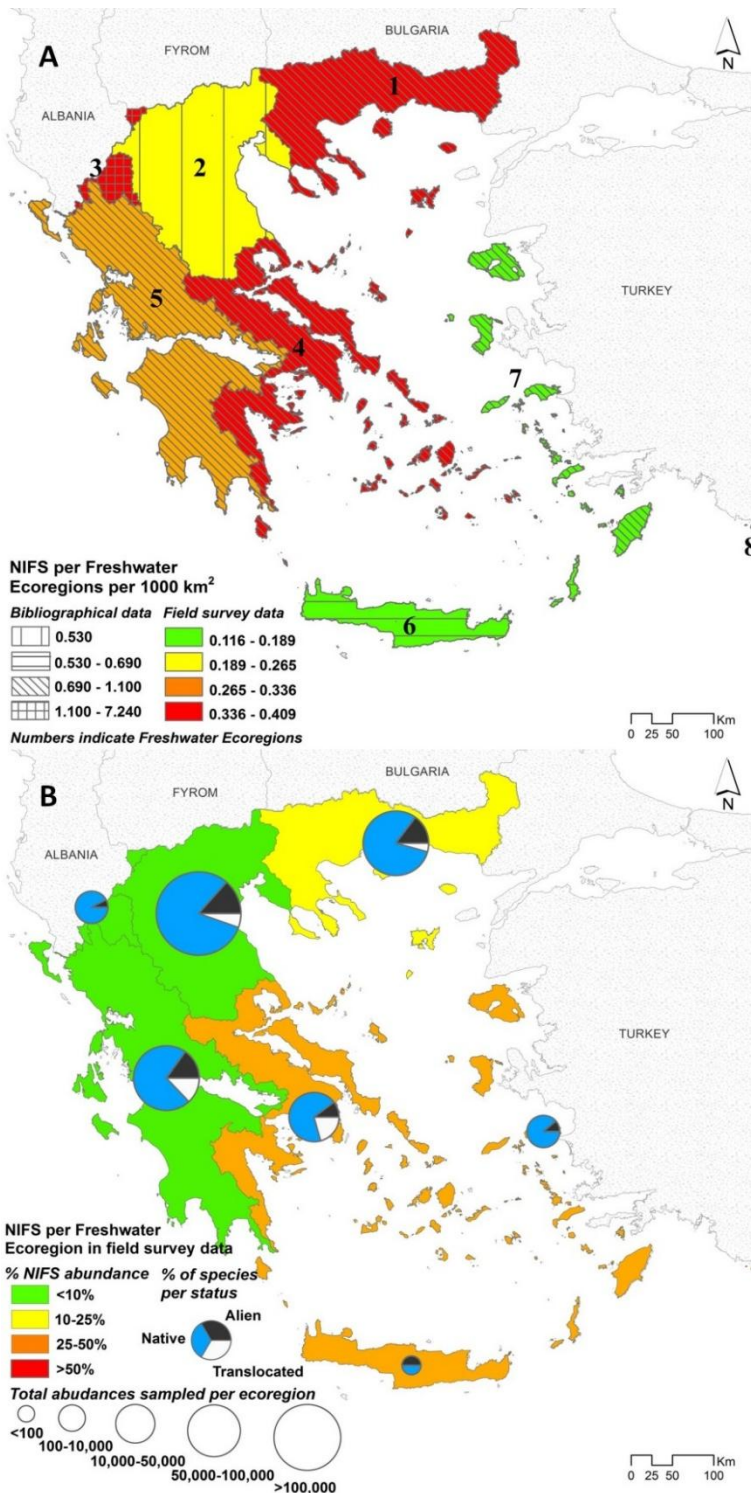 A
FYROM
BULGARIA
N
ALBANIA
1
3
2
TURKEY
5
4
7
8
6
NIFS per Freshwater
Ecoregions per 1000 km²
Bibliographical data Field survey data
0.530 0.116 - 0.189
0.530 - 0.690 0.189 - 0.265
0.690 - 1.100 0.265 - 0.336
1.100 - 7.240 0.336 - 0.409
Numbers indicate Freshwater Ecoregions
Km
0 25 50 100
B
FYROM
BULGARIA
N
ALBANIA
TURKEY
NIFS per Freshwater
Ecoregion in field survey data
% NIFS abundance % of species
per status
<10%
10-25%
25-50%
>50%
Alien
Native
Translocated
Total abudances sampled per ecoregion
<100
100-10,000
10,000-50,000
50,000-100,000
>100,000
Km
0 25 50 100